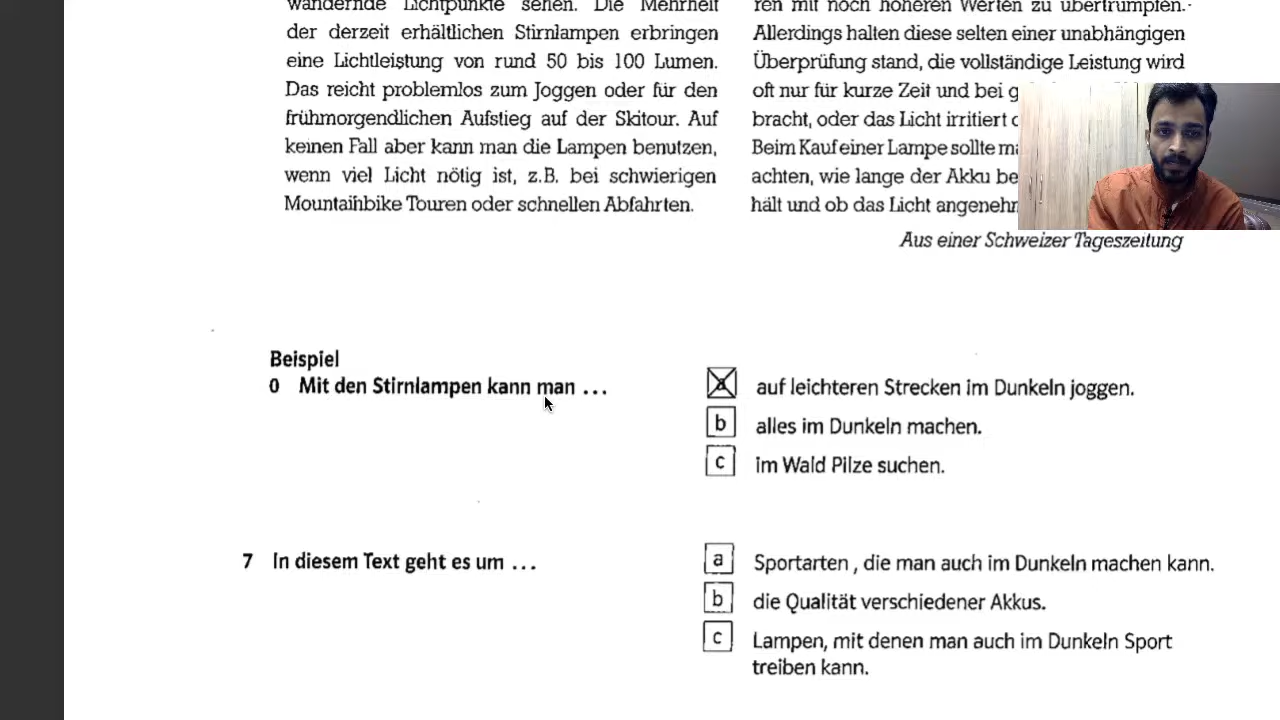 wandernde Lichtpunkte sehen. Die Mehrheit
der derzeit erhältlichen Stirnlampen erbringen
eine Lichtleistung von rund 50 bis 100 Lumen.
Das reicht problemlos zum Joggen oder für den
frühmorgendlichen Aufstieg auf der Skitour. Auf
keinen Fall aber kann man die Lampen benutzen,
wenn viel Licht nötig ist, z.B. bei schwierigen
Mountainbike Touren oder schnellen Abfahrten.
ren mit noch höheren Werten zu übertrumpfen.
Allerdings halten diese selten einer unabhängigen
Überprüfung stand, die vollständige Leistung wird
oft nur für kurze Zeit und bei
bracht, oder das Licht irritiert
Beim Kauf einer Lampe sollte
achten, wie lange der Akku
hält und ob das Licht
Aus einer Schweizer Tageszeitung
Beispiel
0 Mit den Stirnlampen kann man ...
a auf leichteren Strecken im Dunkeln joggen.
b alles im Dunkeln machen.
c im Wald Pilze suchen.
7 In diesem Text geht es um ...
a Sportarten , die man auch im Dunkeln machen kann.
b die Qualität verschiedener Akkus.
c Lampen, mit denen man auch im Dunkeln Sport
treiben kann.